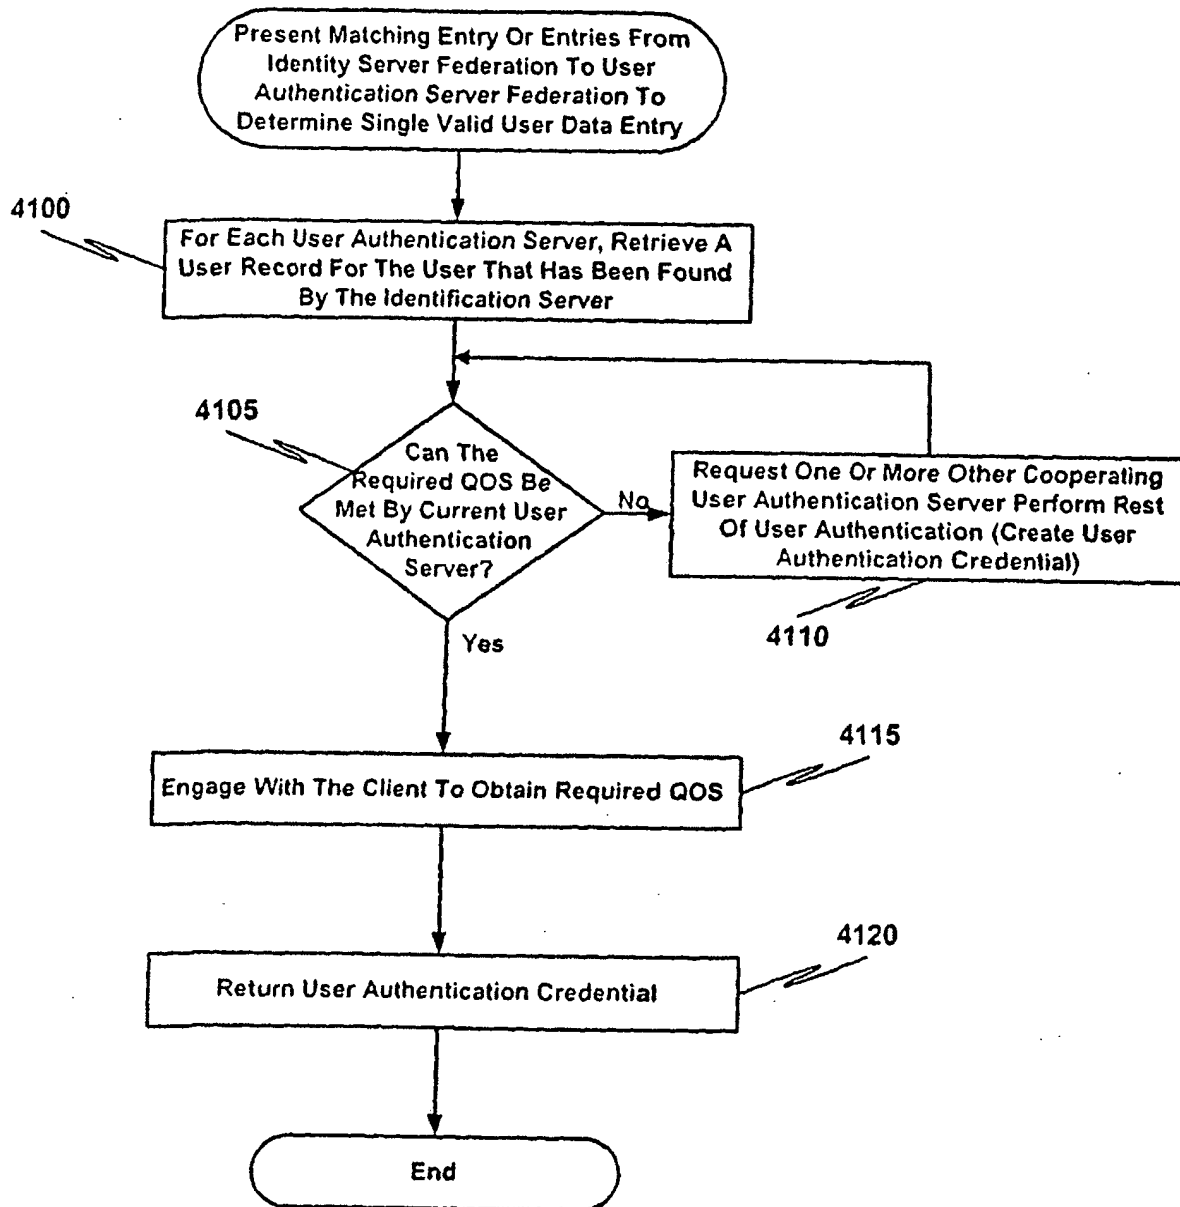 Present Matching Entry Or Entries From
Identity Server Federation To User
Authentication Server Federation To
Determine Single Valid User Data Entry
4100
For Each User Authentication Server, Retrieve A
User Record For The User That Has Been Found
By The Identification Server
4105
Can The
Required QOS Be
Met By Current User
Authentication
Server?
No
Request One Or More Other Cooperating
User Authentication Server Perform Rest
Of User Authentication (Create User
Authentication Credential)
4110
Yes
4115
Engage With The Client To Obtain Required QOS
4120
Return User Authentication Credential
End